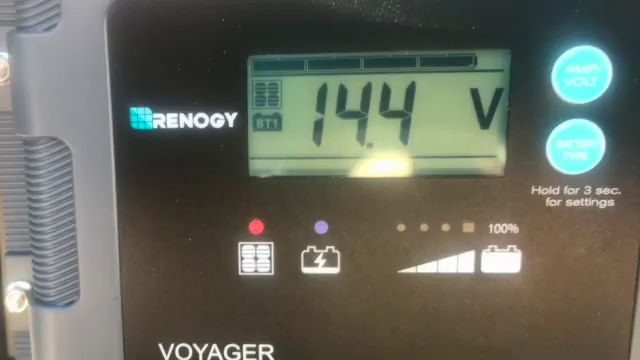 14.4 V
BT1
RENOGY
AMP/
VOLT
BATTERY
TYPE
Hold for 3 sec.
for settings
100%
VOYAGER